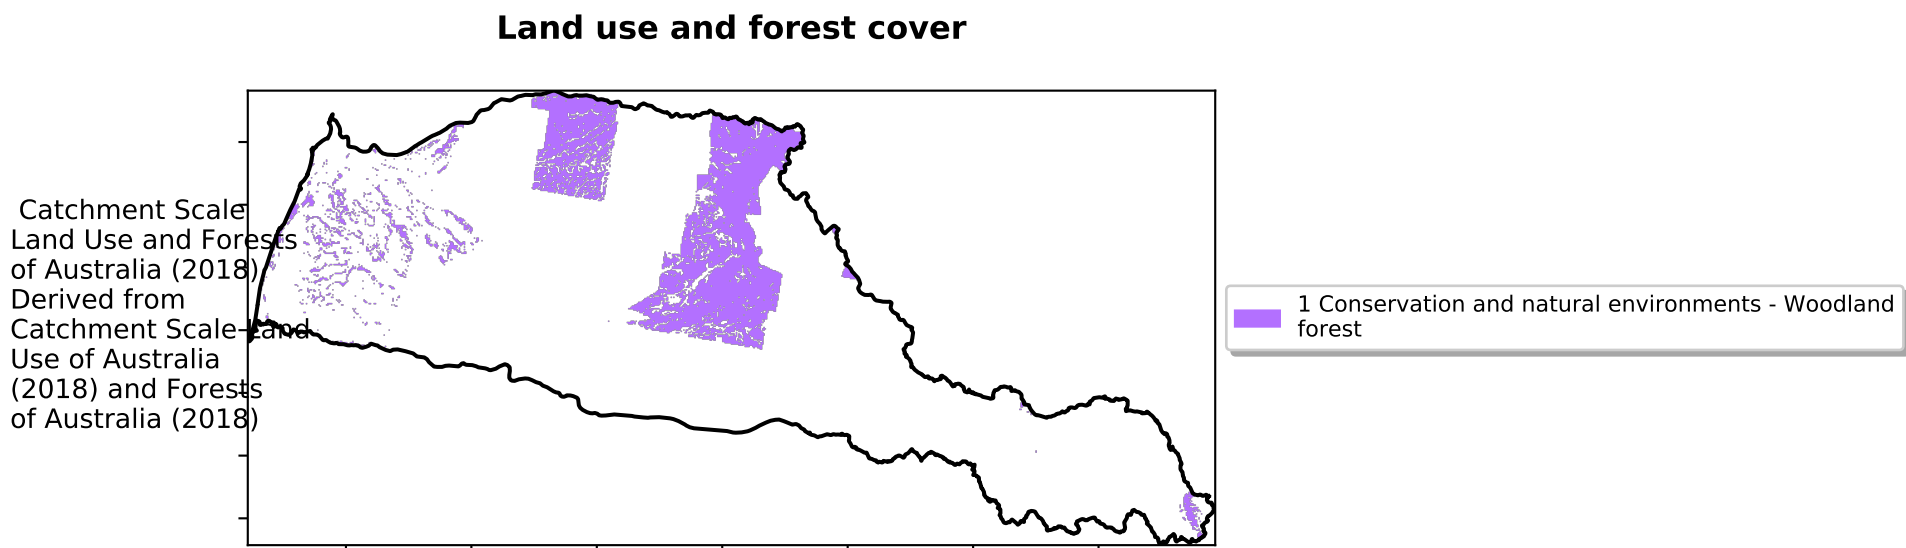 Land use and forest cover
Catchment Scale
Land Use and Forests
of Australia (2018)
Derived from
Catchment Scale Land
Use of Australia
(2018) and Forests
of Australia (2018)
1 Conservation and natural environments - Woodland
forest